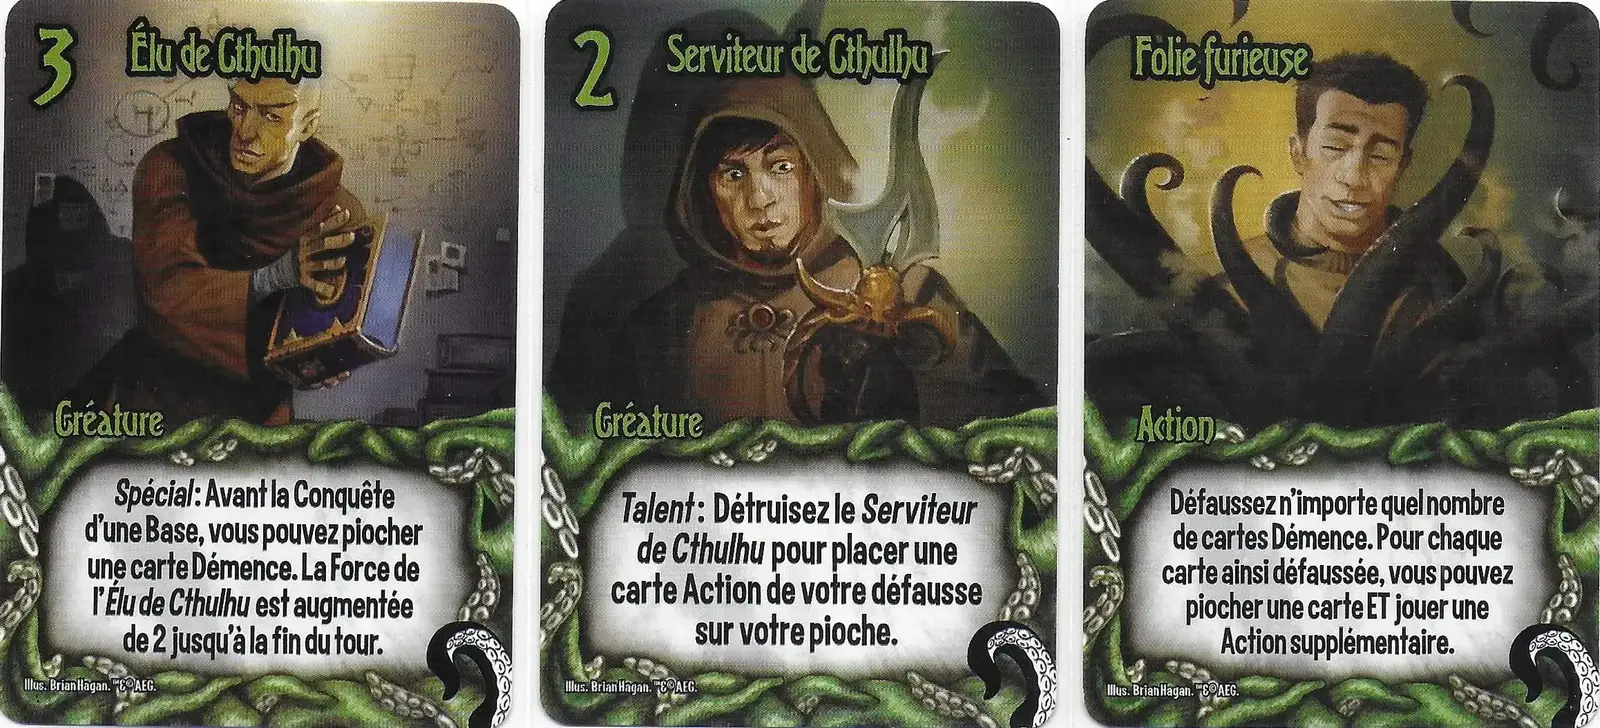 3
Élu de Cthulhu
Créature
Spécial : Avant la Conquête
d'une Base, vous pouvez piocher
une carte Démence. La Force de
l'Élu de Cthulhu est augmentée
de 2 jusqu'à la fin du tour.
Illus. Brian Hagan. ™&©AEG.
2
Serviteur de Cthulhu
Créature
Talent : Détruisez le Serviteur
de Cthulhu pour placer une
carte Action de votre défausse
sur votre pioche.
Illus. Brian Hagan. ™&©AEG.
Folie furieuse
Action
Défaussez n'importe quel nombre
de cartes Démence. Pour chaque
carte ainsi défaussée, vous pouvez
piocher une carte ET jouer une
Action supplémentaire.
Illus. Brian Hagan. ™&©AEG.